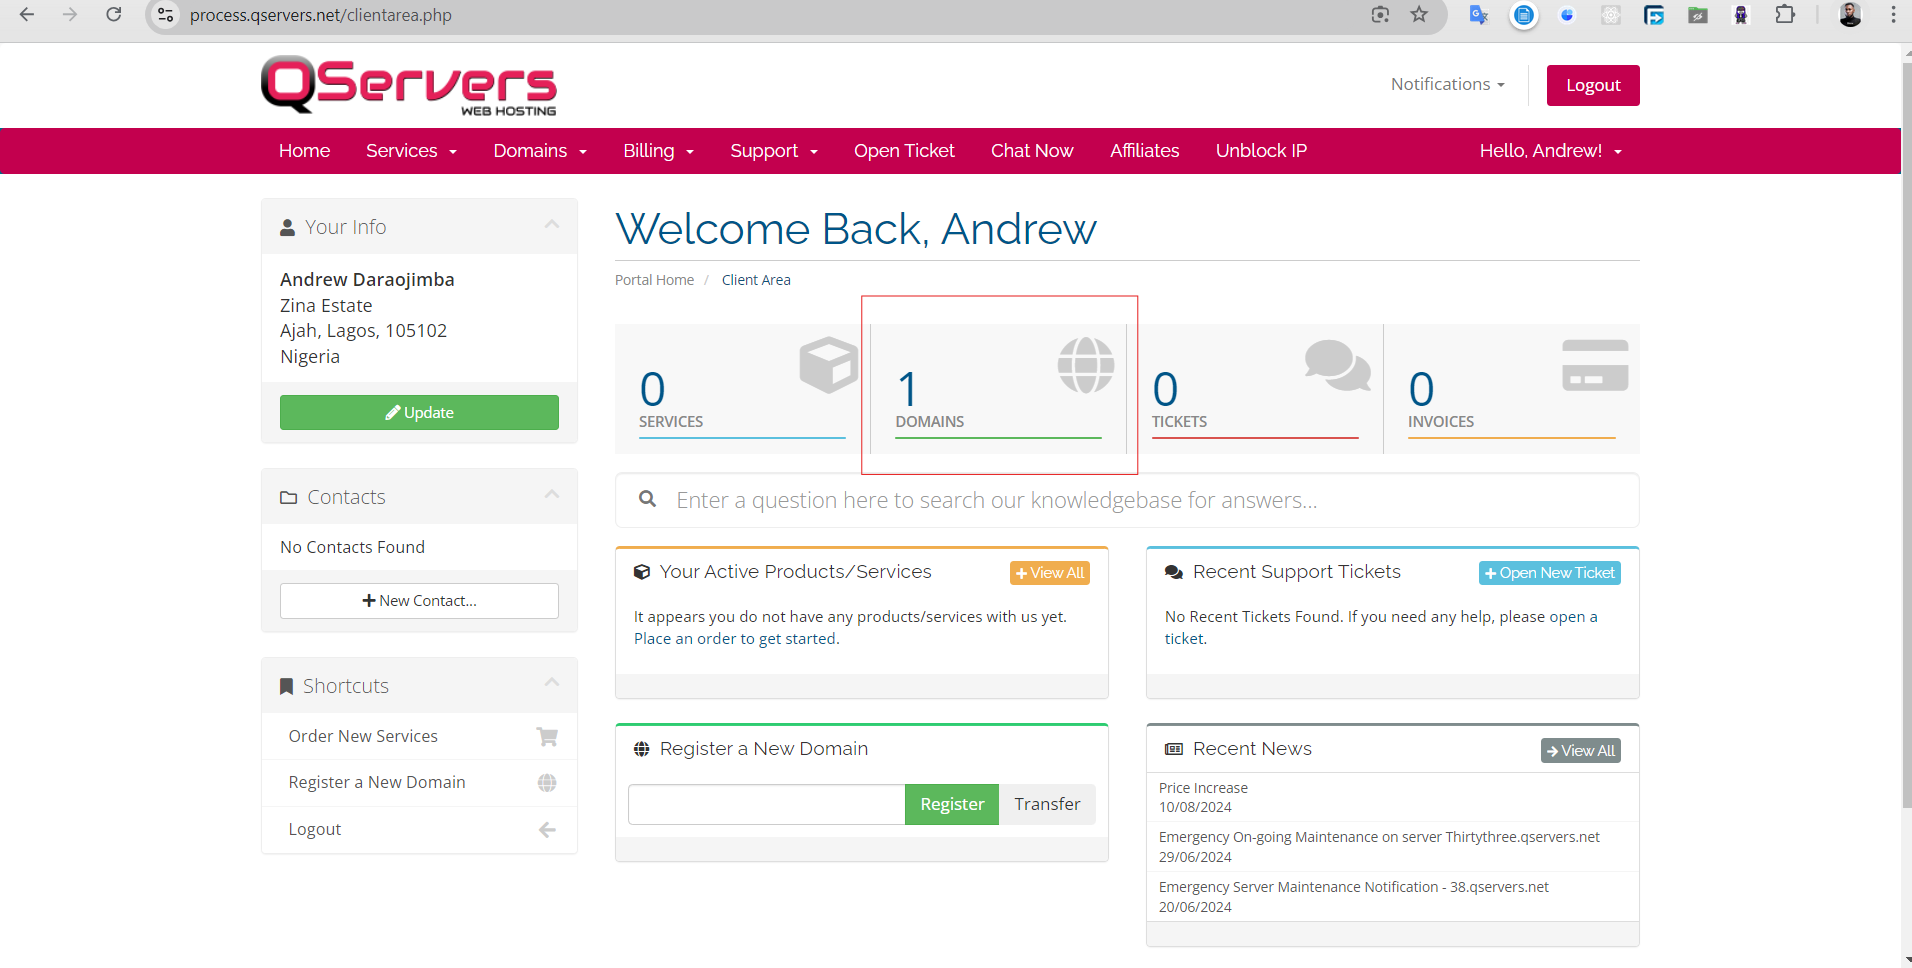 process.qservers.net/clientarea.php
QServers
WEB HOSTING
Notifications
Logout
Home Services Domains Billing Support Open Ticket Chat Now Affiliates Unblock IP Hello, Andrew!
Your Info
Andrew Daraojimba
Zina Estate
Ajah, Lagos, 105102
Nigeria
Update
Contacts
No Contacts Found
New Contact...
Shortcuts
Order New Services
Register a New Domain
Logout
Welcome Back, Andrew
Portal Home / Client Area
0
SERVICES
1
DOMAINS
0
TICKETS
0
INVOICES
Enter a question here to search our knowledgebase for answers...
Your Active Products/Services
View All
It appears you do not have any products/services with us yet.
Place an order to get started.
Recent Support Tickets
Open New Ticket
No Recent Tickets Found. If you need any help, please open a
ticket.
Register a New Domain
Register
Transfer
Recent News
View All
Price Increase
10/08/2024
Emergency On-going Maintenance on server Thirtythree.qservers.net
29/06/2024
Emergency Server Maintenance Notification - 38.qservers.net
20/06/2024